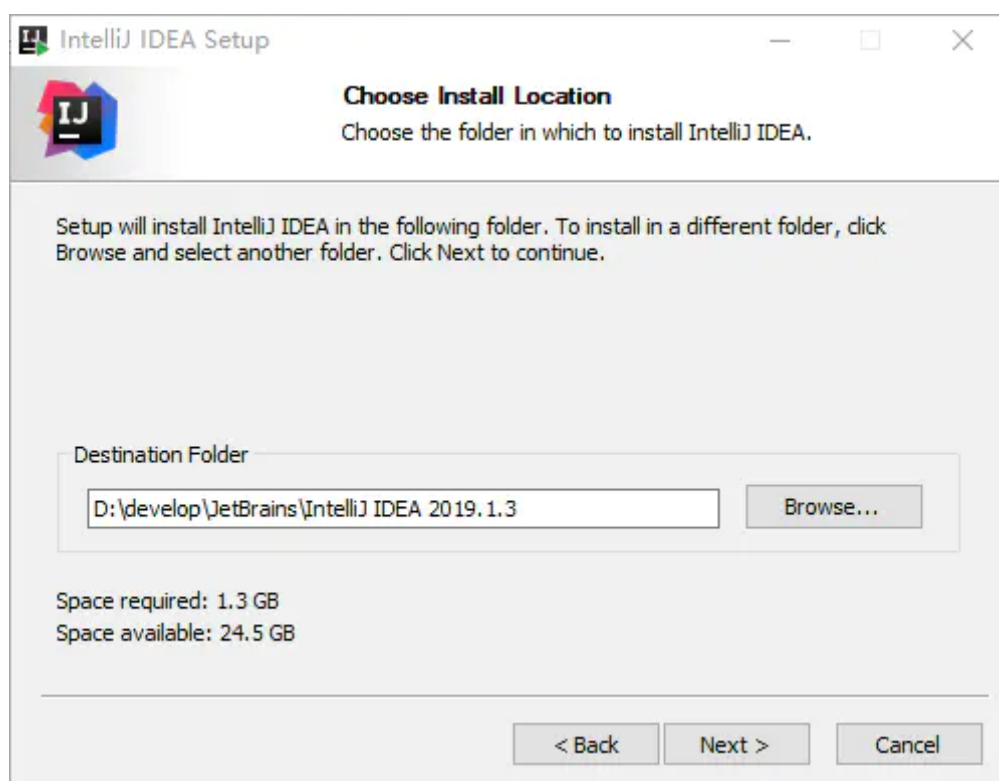 IntelliJ IDEA Setup
IJ
Choose Install Location
Choose the folder in which to install IntelliJ IDEA.
Setup will install IntelliJ IDEA in the following folder. To install in a different folder, click
Browse and select another folder. Click Next to continue.
Destination Folder
D:\develop\JetBrains\IntelliJ IDEA 2019.1.3
Browse...
Space required: 1.3 GB
Space available: 24.5 GB
< Back
Next >
Cancel